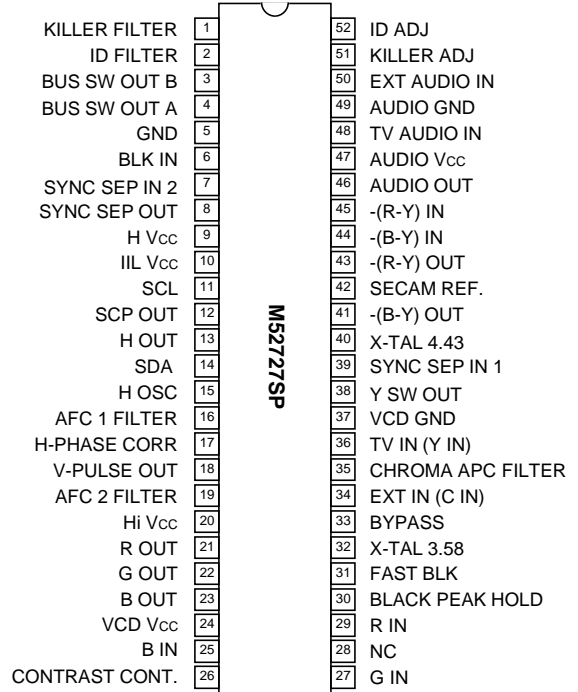 KILLER FILTER 1 52 ID ADJ
ID FILTER 2 51 KILLER ADJ
BUS SW OUT B 3 50 EXT AUDIO IN
BUS SW OUT A 4 49 AUDIO GND
GND 5 48 TV AUDIO IN
BLK IN 6 47 AUDIO Vcc
SYNC SEP IN 2 7 46 AUDIO OUT
SYNC SEP OUT 8 45 -(R-Y) IN
H Vcc 9 44 -(B-Y) IN
IIL Vcc 10 43 -(R-Y) OUT
SCL 11 42 SECAM REF.
SCP OUT 12 41 -(B-Y) OUT
H OUT 13 40 X-TAL 4.43
SDA 14 39 SYNC SEP IN 1
H OSC 15 38 Y SW OUT
AFC 1 FILTER 16 37 VCD GND
H-PHASE CORR 17 36 TV IN (Y IN)
V-PULSE OUT 18 35 CHROMA APC FILTER
AFC 2 FILTER 19 34 EXT IN (C IN)
Hi Vcc 20 33 BYPASS
R OUT 21 32 X-TAL 3.58
G OUT 22 31 FAST BLK
B OUT 23 30 BLACK PEAK HOLD
VCD Vcc 24 29 R IN
B IN 25 28 NC
CONTRAST CONT. 26 27 G IN
M52727SP